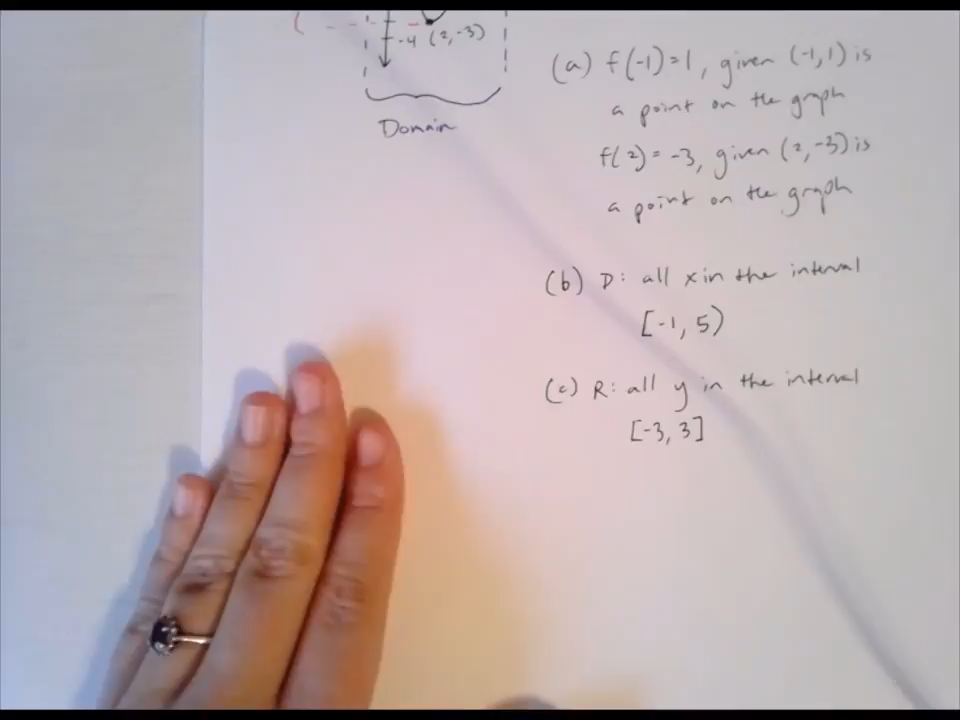 -4 (2,-3)
Domain
(a) f(-1)=1, given (-1,1) is
a point on the graph
f(2) = -3, given (2,-3) is
a point on the graph
(b) D: all x in the interval
[-1, 5)
(c) R: all y in the interval
[-3, 3]